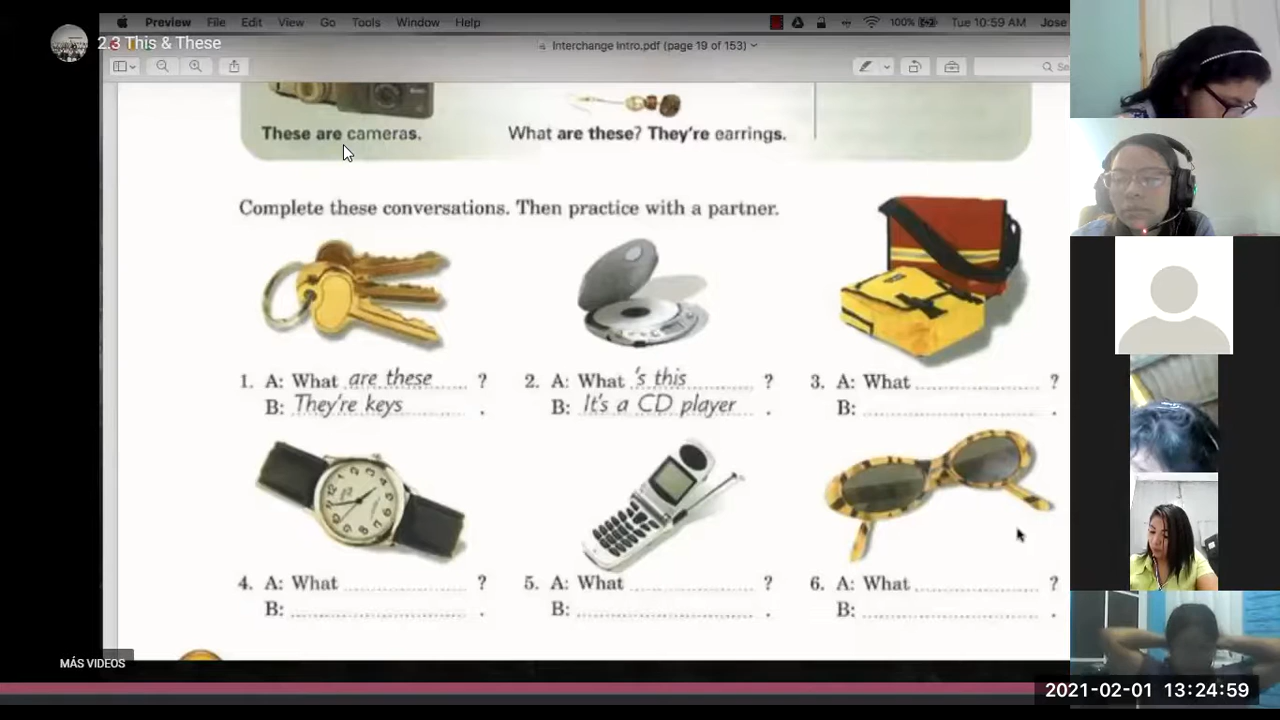 Preview File Edit View Go Tools Window Help 100% Tue 10:59 AM Jose
2.3 This & These
Interchange Intro.pdf (page 19 of 153)
These are cameras. What are these? They're earrings.
Complete these conversations. Then practice with a partner.
1. A: What are these ? 2. A: What 's this ? 3. A: What ?
B: They're keys . B: It's a CD player . B: .
4. A: What ? 5. A: What ? 6. A: What ?
B: . B: . B: .
MÁS VIDEOS
2021-02-01 13:24:59